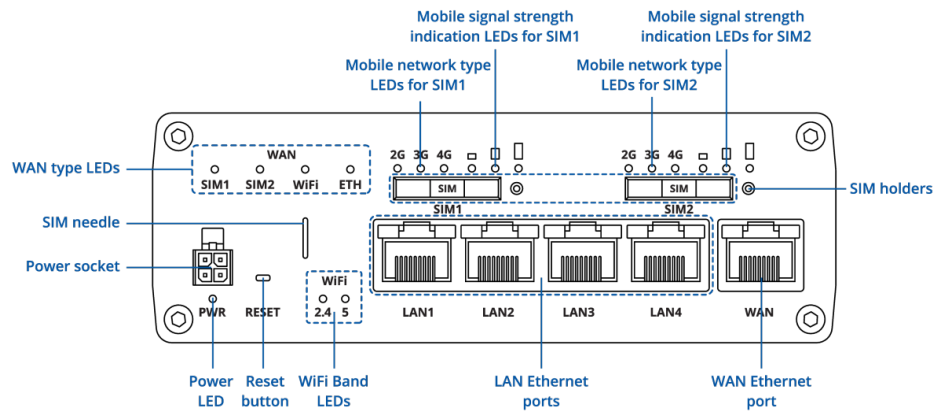 Mobile signal strength
indication LEDs for SIM1
Mobile signal strength
indication LEDs for SIM2
Mobile network type
LEDs for SIM1
Mobile network type
LEDs for SIM2
WAN type LEDs
WAN
SIM1 SIM2 WiFi ETH
2G 3G 4G
2G 3G 4G
SIM
SIM
SIM holders
SIM1
SIM2
SIM needle
Power socket
WiFi
2.4 5
PWR RESET
LAN1 LAN2 LAN3 LAN4 WAN
Power
LED
Reset
button
WiFi Band
LEDs
LAN Ethernet
ports
WAN Ethernet
port